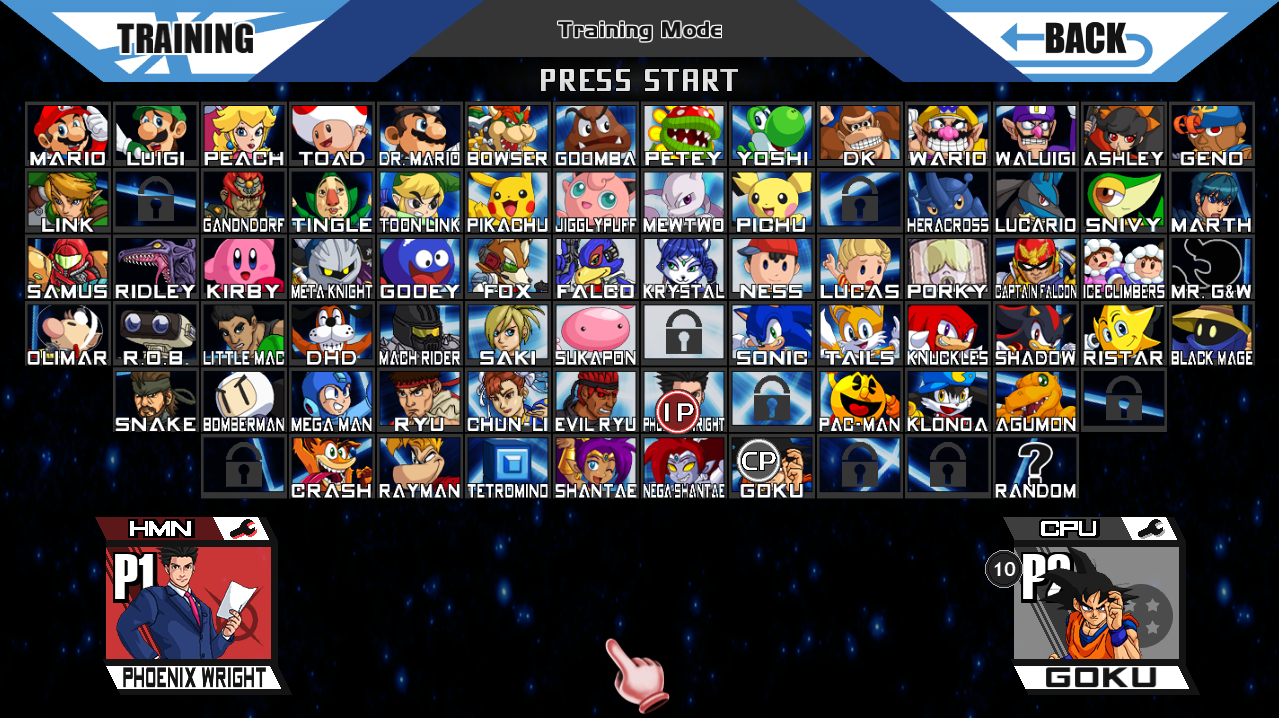 TRAINING
Training Mode
BACK
PRESS START
MARIO LUIGI PEACH TOAD DR. MARIO BOWSER GOOMBA PETEY YOSHI DK WARIO WALUIGI ASHLEY GENO
LINK GANONDORF TINGLE TOON LINK PIKACHU JIGGLYPUFF MEWTWO PICHU HERACROSS LUCARIO SNIVY MARTH
SAMUS RIDLEY KIRBY META KNIGHT GOOEY FOX FALCO KRYSTAL NESS LUCAS PORKY CAPTAIN FALCON ICE CLIMBERS MR. G&W
OLIMAR R.O.B. LITTLE MAC DHD MACH RIDER SAKI SUKAPON SONIC TAILS KNUCKLES SHADOW RISTAR BLACK MAGE
SNAKE BOMBERMAN MEGA MAN RYU CHUN-LI EVIL RYU 1P PAC-MAN KLONOA AGUMON
CRASH RAYMAN TETROMINO SHANTAE NEGA SHANTAE CP GOKU ? RANDOM
HMN
P1
PHOENIX WRIGHT
CPU
10
GOKU